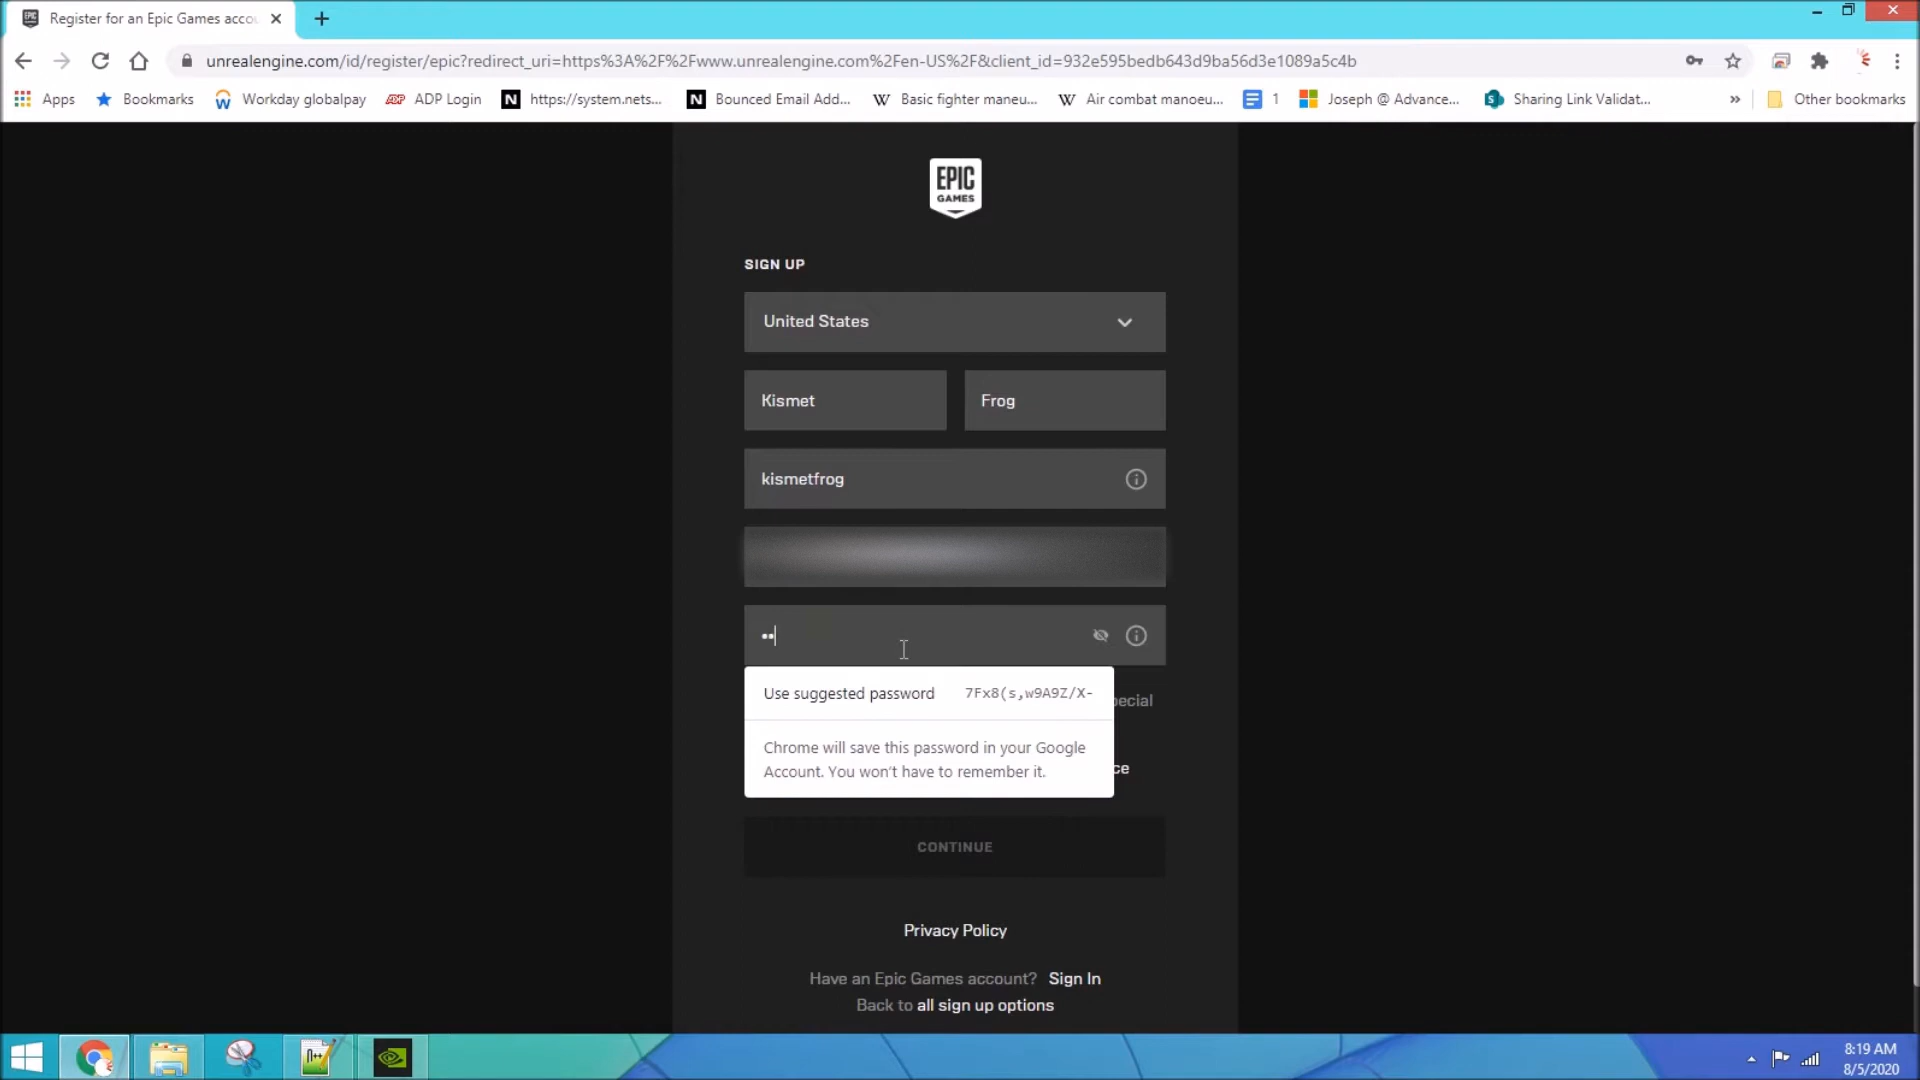 Register for an Epic Games acco
unrealengine.com/id/register/epic?redirect_uri=https%3A%2F%2Fwww.unrealengine.com%2Fen-US%2F&client_id=932e595bedb643d9ba56d3e1089a5c4b
Apps Bookmarks Workday globalpay ADP Login https://system.nets... Bounced Email Add... Basic fighter maneu... Air combat manoeu... 1 Joseph @ Advance... Sharing Link Validat... » Other bookmarks
EPIC
GAMES
SIGN UP
United States
Kismet Frog
kismetfrog
••
Use suggested password 7Fx8(s,w9A9Z/X-
pecial
Chrome will save this password in your Google
Account. You won't have to remember it.
ce
CONTINUE
Privacy Policy
Have an Epic Games account? Sign In
Back to all sign up options
8:19 AM
8/5/2020